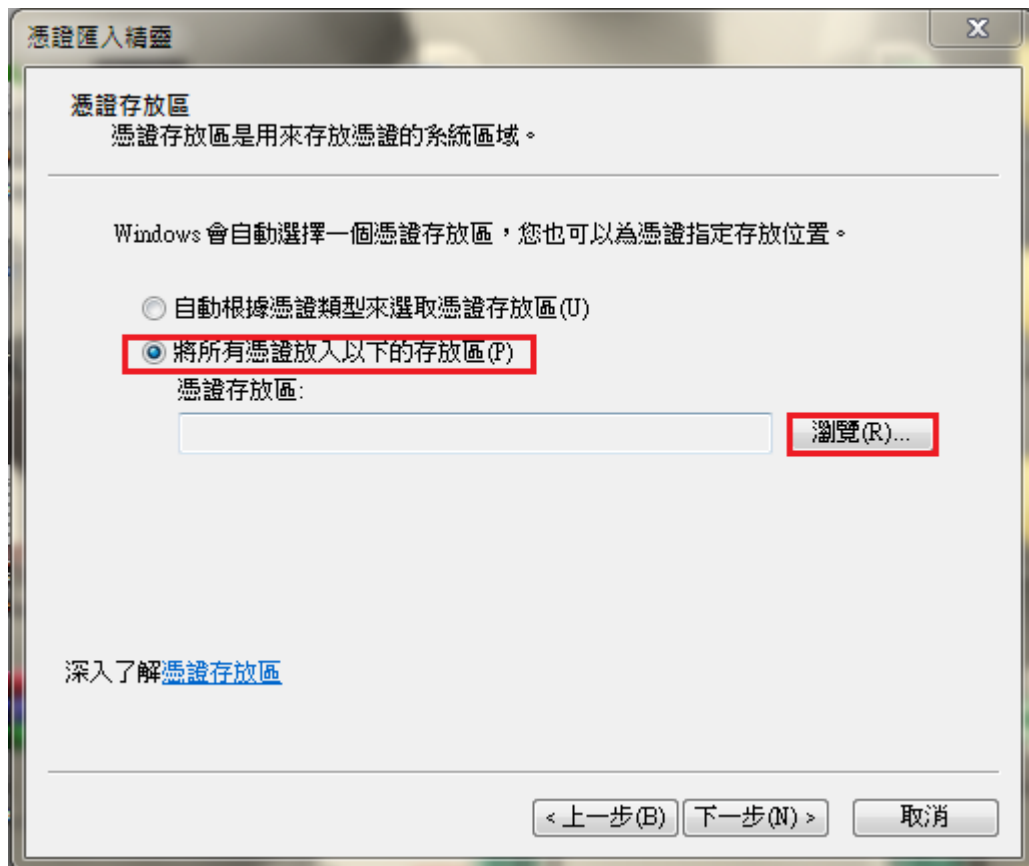 憑證匯入精靈
憑證存放區
憑證存放區是用來存放憑證的系統區域。
Windows 會自動選擇一個憑證存放區，您也可以為憑證指定存放位置。
自動根據憑證類型來選取憑證存放區(U)
將所有憑證放入以下的存放區(P)
憑證存放區:
瀏覽(R)...
深入了解憑證存放區
< 上一步(B) 下一步(N) > 取消